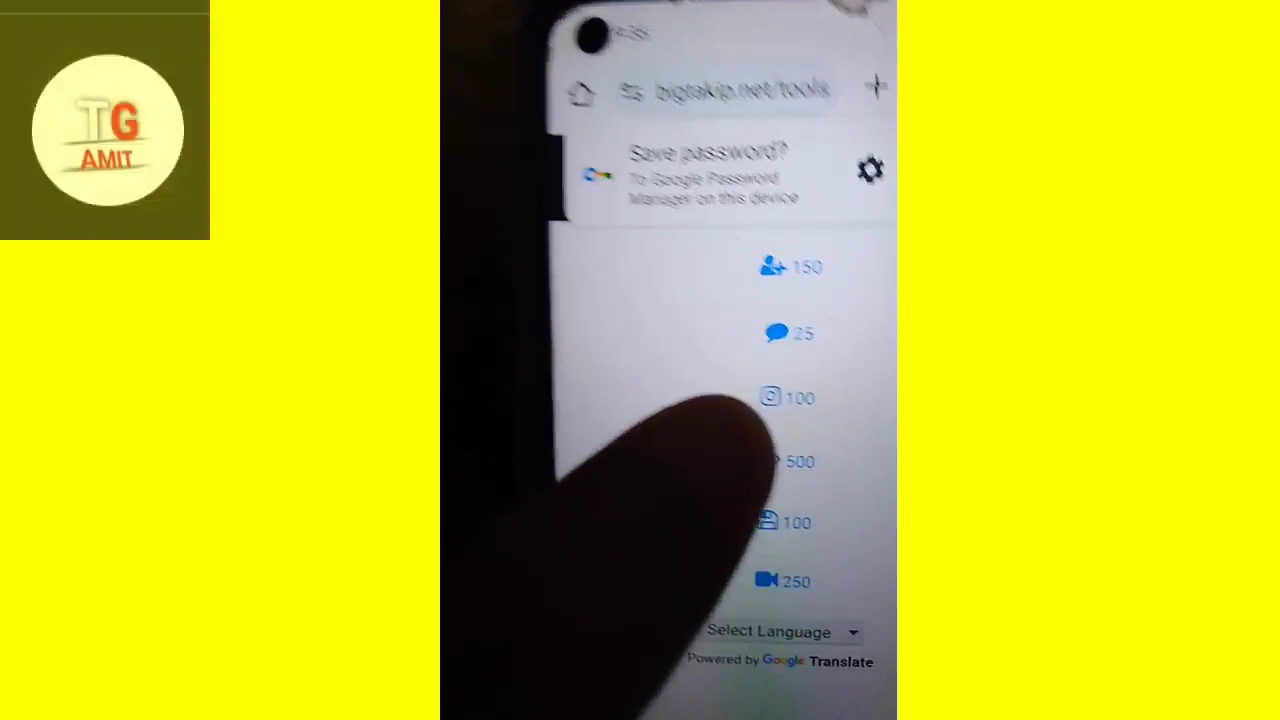 TG
AMIT
bigtakip.net/tools
Save password?
To Google Password
Manager on this device
150
25
100
500
100
250
Select Language
Powered by Google Translate